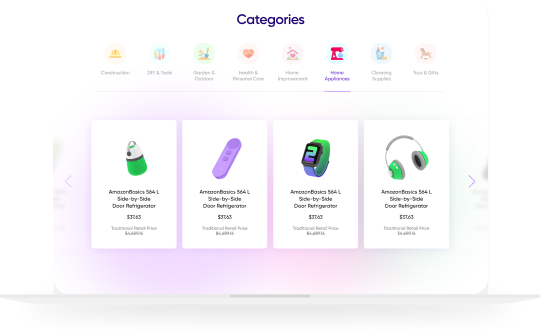 Categories
Construction
DIY & Tools
Garden & Outdoor
Health & Personal Care
Home Improvement
Home Appliances
Cleaning Supplies
Toys & Gifts
AmazonBasics 564 L
Side-by-Side
Door Refrigerator
$37.63
Traditional Retail Price
$4,689.16
AmazonBasics 564 L
Side-by-Side
Door Refrigerator
$37.63
Traditional Retail Price
$4,689.16
AmazonBasics 564 L
Side-by-Side
Door Refrigerator
$37.63
Traditional Retail Price
$4,689.16
AmazonBasics 564 L
Side-by-Side
Door Refrigerator
$37.63
Traditional Retail Price
$4,689.16